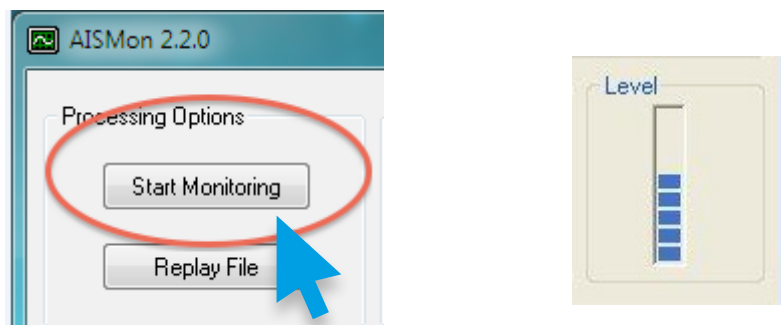 AISMon 2.2.0
Processing Options
Start Monitoring
Replay File
Level